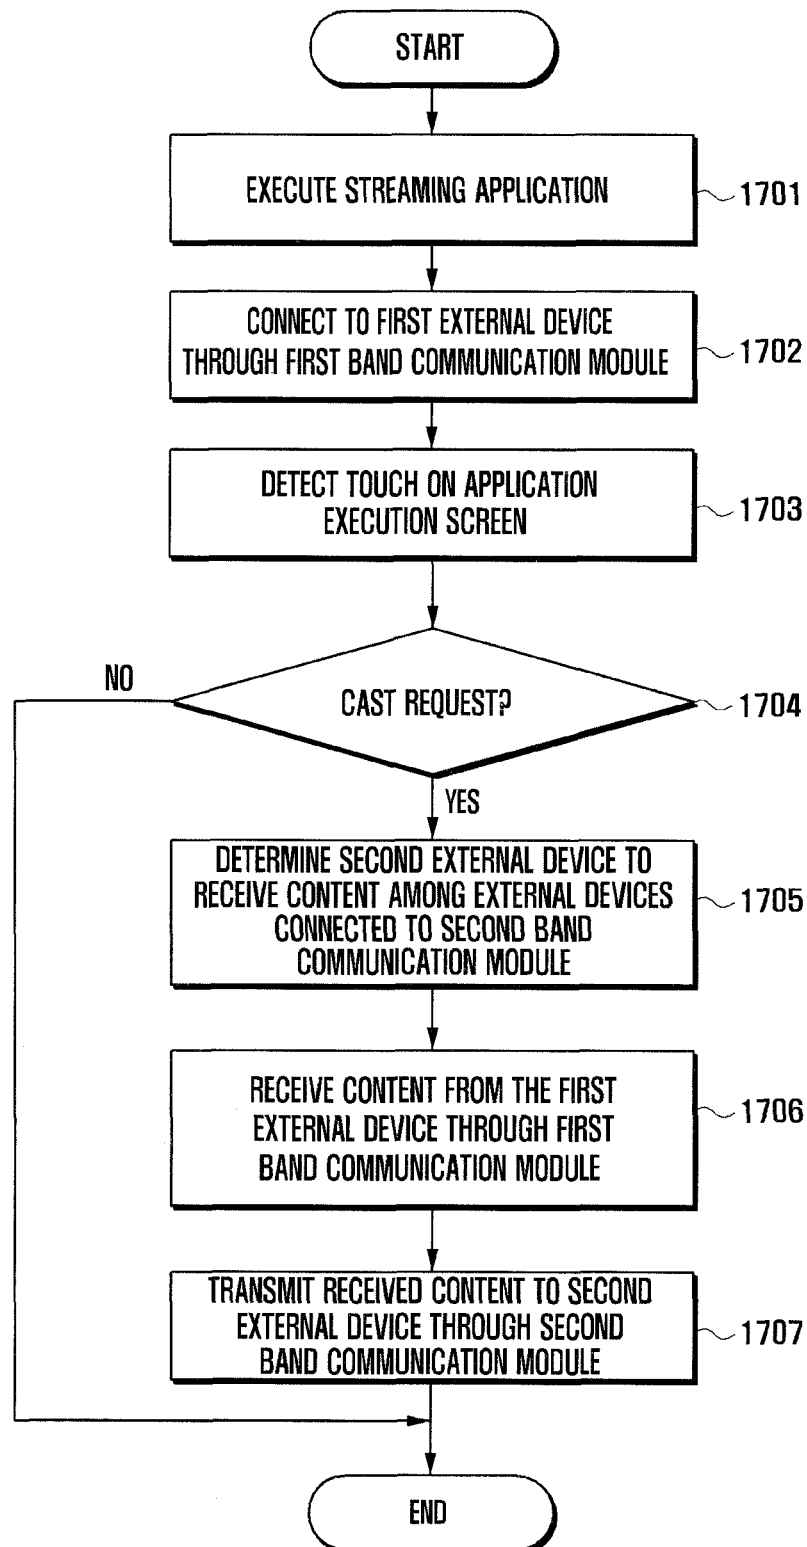 START
EXECUTE STREAMING APPLICATION
1701
CONNECT TO FIRST EXTERNAL DEVICE
THROUGH FIRST BAND COMMUNICATION MODULE
1702
DETECT TOUCH ON APPLICATION
EXECUTION SCREEN
1703
NO
CAST REQUEST?
1704
YES
DETERMINE SECOND EXTERNAL DEVICE TO
RECEIVE CONTENT AMONG EXTERNAL DEVICES
CONNECTED TO SECOND BAND
COMMUNICATION MODULE
1705
RECEIVE CONTENT FROM THE FIRST
EXTERNAL DEVICE THROUGH FIRST
BAND COMMUNICATION MODULE
1706
TRANSMIT RECEIVED CONTENT TO SECOND
EXTERNAL DEVICE THROUGH SECOND
BAND COMMUNICATION MODULE
1707
END